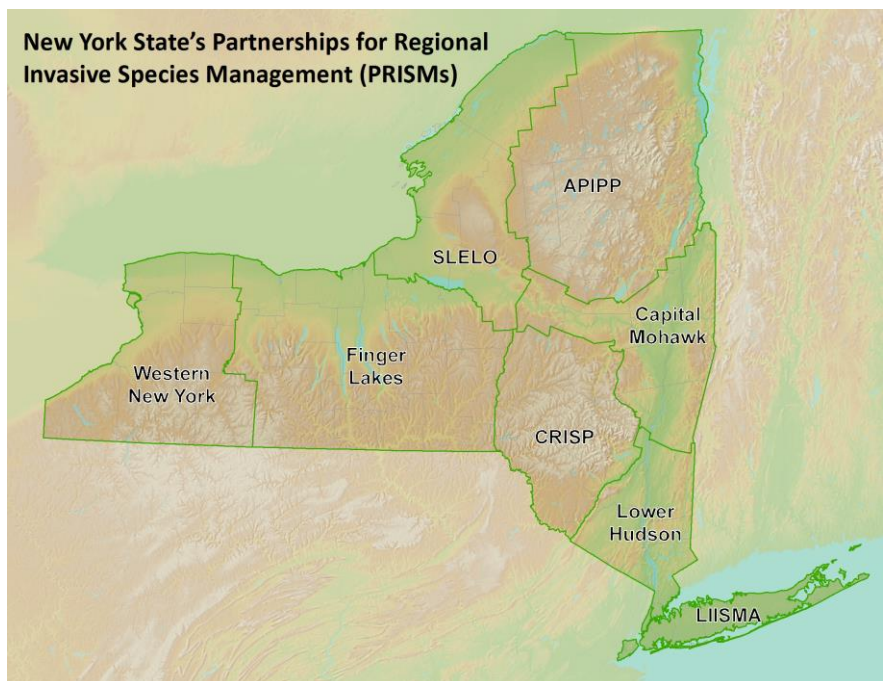 New York State’s Partnerships for Regional
Invasive Species Management (PRISMs)
APIPP
SLELO
Capital
Mohawk
Finger
Lakes
Western
New York
CRISP
Lower
Hudson
LIISMA